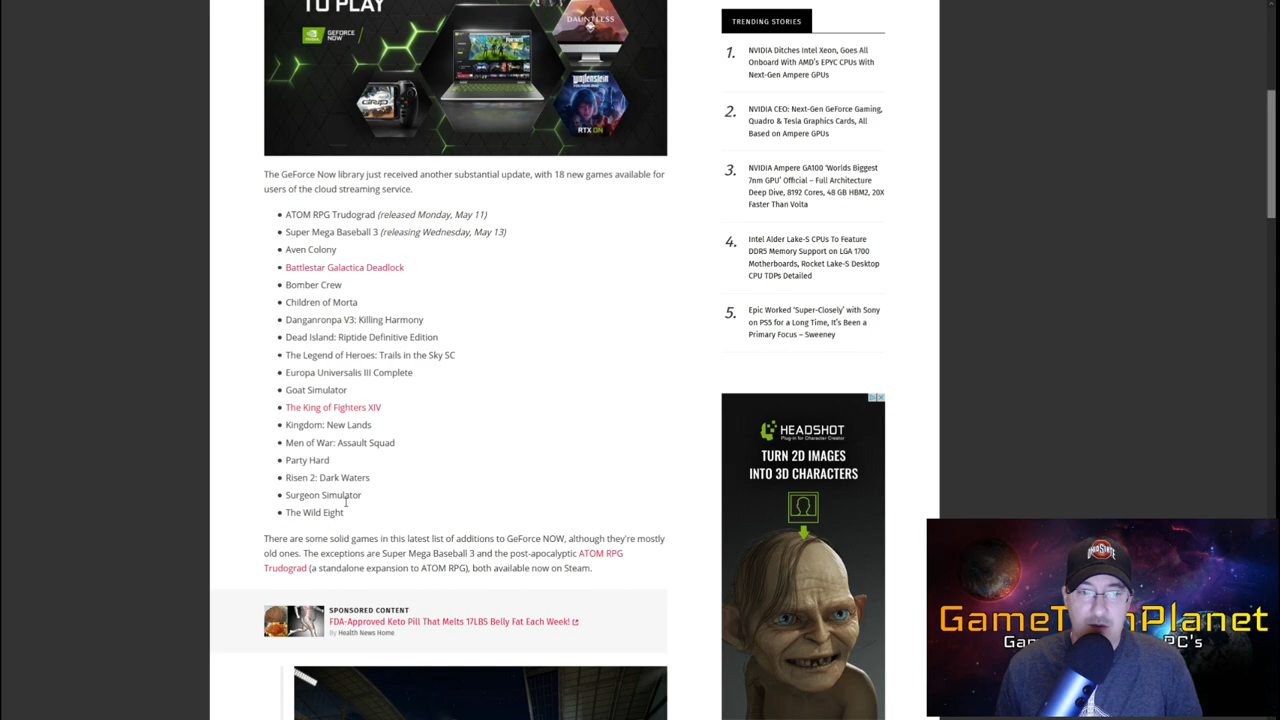 TO PLAY
NVIDIA
GEFORCE
NOW
DAUNTLESS
GRIP
Wolfenstein
RTX ON
The GeForce Now library just received another substantial update, with 18 new games available for
users of the cloud streaming service.
ATOM RPG Trudograd (released Monday, May 11)
Super Mega Baseball 3 (releasing Wednesday, May 13)
Aven Colony
Battlestar Galactica Deadlock
Bomber Crew
Children of Morta
Danganronpa V3: Killing Harmony
Dead Island: Riptide Definitive Edition
The Legend of Heroes: Trails in the Sky SC
Europa Universalis III Complete
Goat Simulator
The King of Fighters XIV
Kingdom: New Lands
Men of War: Assault Squad
Party Hard
Risen 2: Dark Waters
Surgeon Simulator
The Wild Eight
There are some solid games in this latest list of additions to GeForce NOW, although they're mostly
old ones. The exceptions are Super Mega Baseball 3 and the post-apocalyptic ATOM RPG
Trudograd (a standalone expansion to ATOM RPG), both available now on Steam.
SPONSORED CONTENT
FDA-Approved Keto Pill That Melts 17LBS Belly Fat Each Week!
By Health News Home
TRENDING STORIES
1. NVIDIA Ditches Intel Xeon, Goes All
Onboard With AMD's EPYC CPUs With
Next-Gen Ampere GPUs
2. NVIDIA CEO: Next-Gen GeForce Gaming,
Quadro & Tesla Graphics Cards, All
Based on Ampere GPUs
3. NVIDIA Ampere GA100 'Worlds Biggest
7nm GPU' Official – Full Architecture
Deep Dive, 8192 Cores, 48 GB HBM2, 20X
Faster Than Volta
4. Intel Alder Lake-S CPUs To Feature
DDR5 Memory Support on LGA 1700
Motherboards, Rocket Lake-S Desktop
CPU TDPs Detailed
5. Epic Worked 'Super-Closely' with Sony
on PS5 for a Long Time, It's Been a
Primary Focus – Sweeney
HEADSHOT
Plug-in for Character Creator
TURN 2D IMAGES
INTO 3D CHARACTERS
OHIO STATE
GameT Planet
Ga PC's